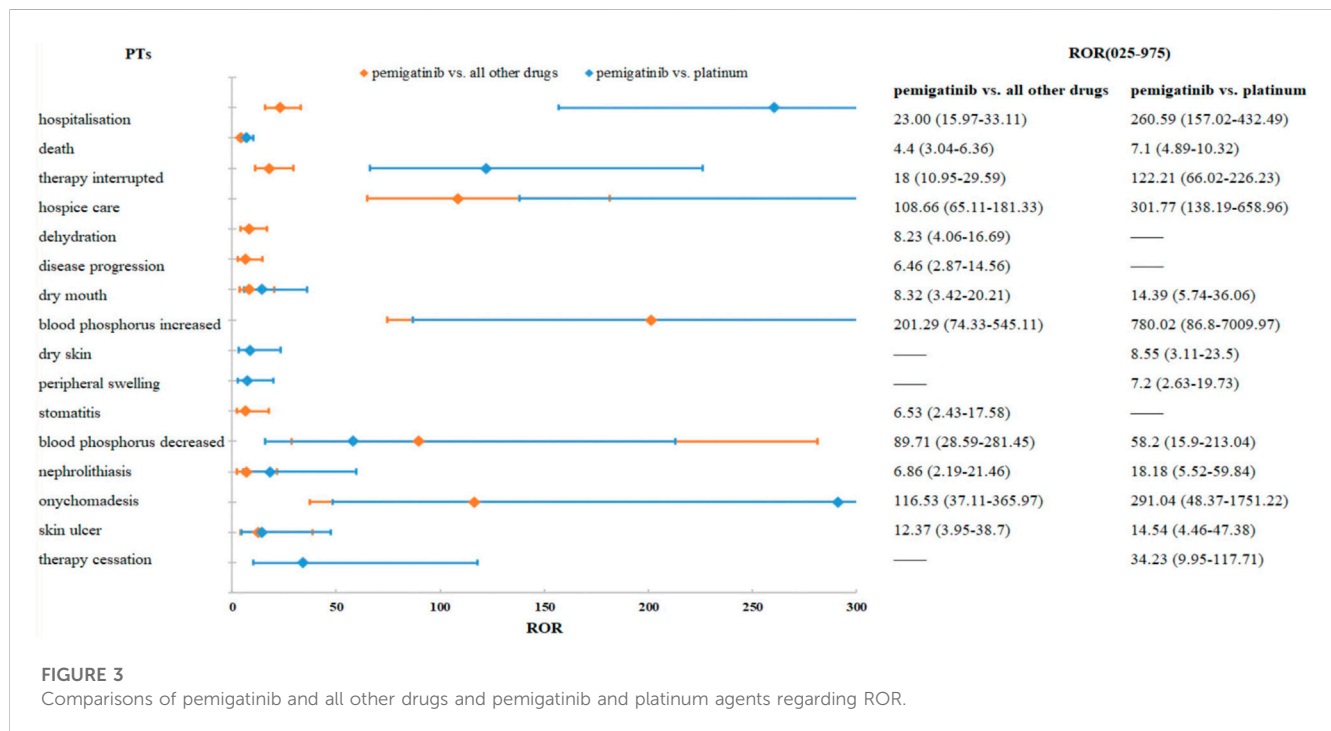 PTs
ROR(025-975)
pemigatinib vs. all other drugs pemigatinib vs. platinum
pemigatinib vs. all other drugs pemigatinib vs. platinum
hospitalisation 23.00 (15.97-33.11) 260.59 (157.02-432.49)
death 4.4 (3.04-6.36) 7.1 (4.89-10.32)
therapy interrupted 18 (10.95-29.59) 122.21 (66.02-226.23)
hospice care 108.66 (65.11-181.33) 301.77 (138.19-658.96)
dehydration 8.23 (4.06-16.69) ——
disease progression 6.46 (2.87-14.56) ——
dry mouth 8.32 (3.42-20.21) 14.39 (5.74-36.06)
blood phosphorus increased 201.29 (74.33-545.11) 780.02 (86.8-7009.97)
dry skin —— 8.55 (3.11-23.5)
peripheral swelling —— 7.2 (2.63-19.73)
stomatitis 6.53 (2.43-17.58) ——
blood phosphorus decreased 89.71 (28.59-281.45) 58.2 (15.9-213.04)
nephrolithiasis 6.86 (2.19-21.46) 18.18 (5.52-59.84)
onychomadesis 116.53 (37.11-365.97) 291.04 (48.37-1751.22)
skin ulcer 12.37 (3.95-38.7) 14.54 (4.46-47.38)
therapy cessation —— 34.23 (9.95-117.71)
0 50 100 150 200 250 300
ROR
FIGURE 3
Comparisons of pemigatinib and all other drugs and pemigatinib and platinum agents regarding ROR.